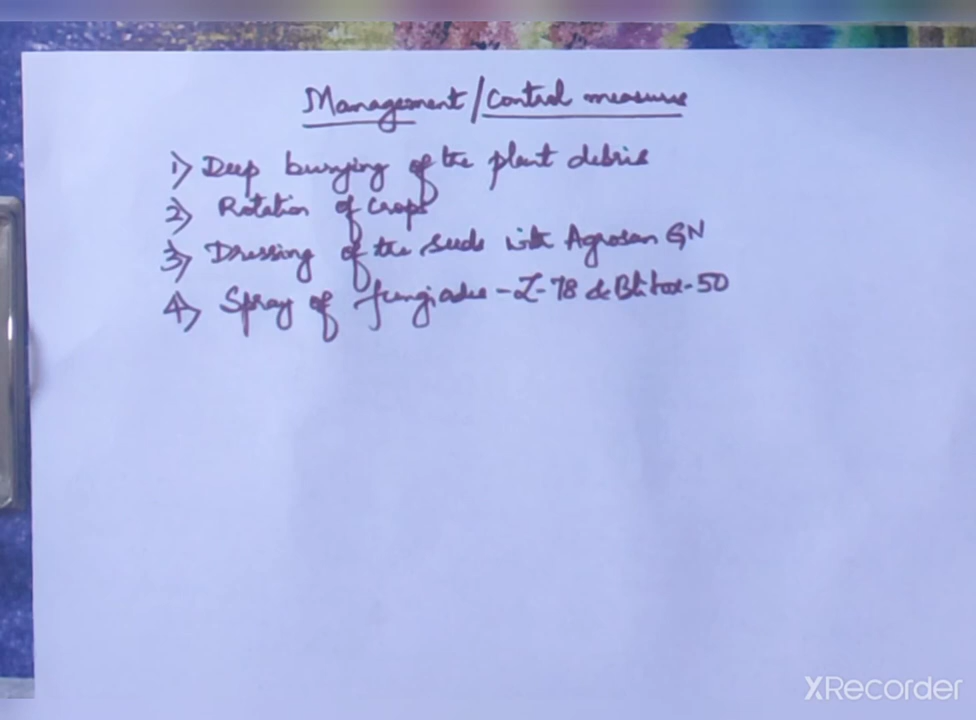 Management/Control measure
1) Deep burying of the plant debris
2) Rotation of crops
3) Dressing of the seeds with Agrosan GN
4) Spray of fungicides - Z-78 & Blitox-50
XRecorder